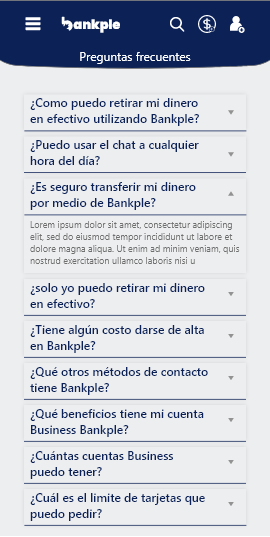 bankple
Preguntas frecuentes
¿Como puedo retirar mi dinero
en efectivo utilizando Bankple?
¿Puedo usar el chat a cualquier
hora del día?
¿Es seguro transferir mi dinero
por medio de Bankple?
Lorem ipsum dolor sit amet, consectetur adipiscing
elit, sed do eiusmod tempor incididunt ut labore et
dolore magna aliqua. Ut enim ad minim veniam, quis
nostrud exercitation ullamco laboris nisi u
¿solo yo puedo retirar mi dinero
en efectivo?
¿Tiene algún costo darse de alta
en Bankple?
¿Qué otros métodos de contacto
tiene Bankple?
¿Qué beneficios tiene mi cuenta
Business Bankple?
¿Cuántas cuentas Business
puedo tener?
¿Cuál es el límite de tarjetas que
puedo pedir?